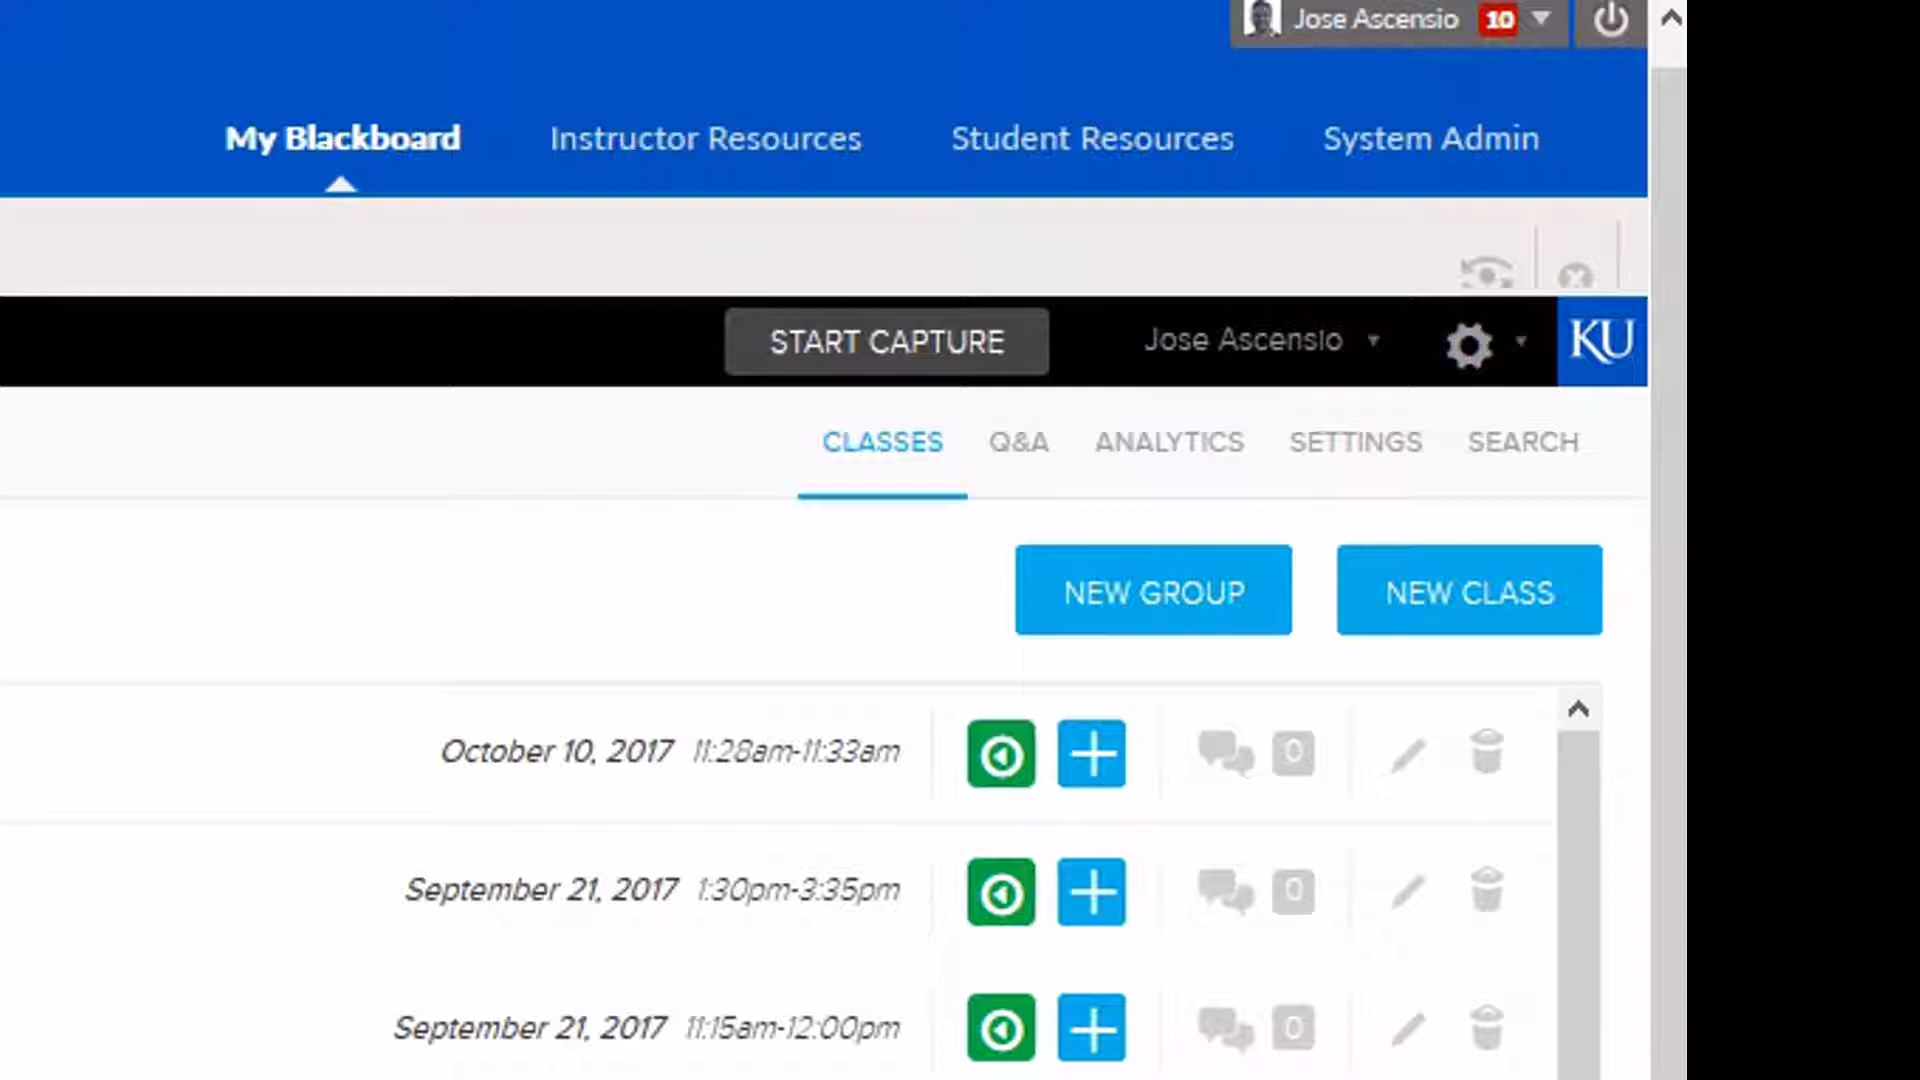 Jose Ascensio 10
My Blackboard Instructor Resources Student Resources System Admin
START CAPTURE Jose Ascensio KU
CLASSES Q&A ANALYTICS SETTINGS SEARCH
NEW GROUP NEW CLASS
October 10, 2017 11:28am-11:33am 0
September 21, 2017 1:30pm-3:35pm 0
September 21, 2017 11:15am-12:00pm 0